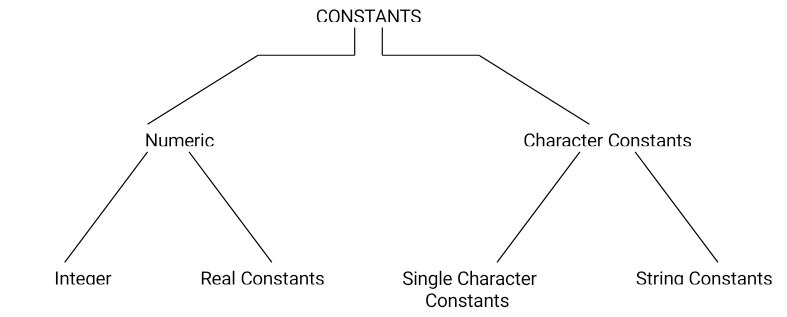 CONSTANTS
Numeric
Character Constants
Integer
Real Constants
Single Character
Constants
String Constants